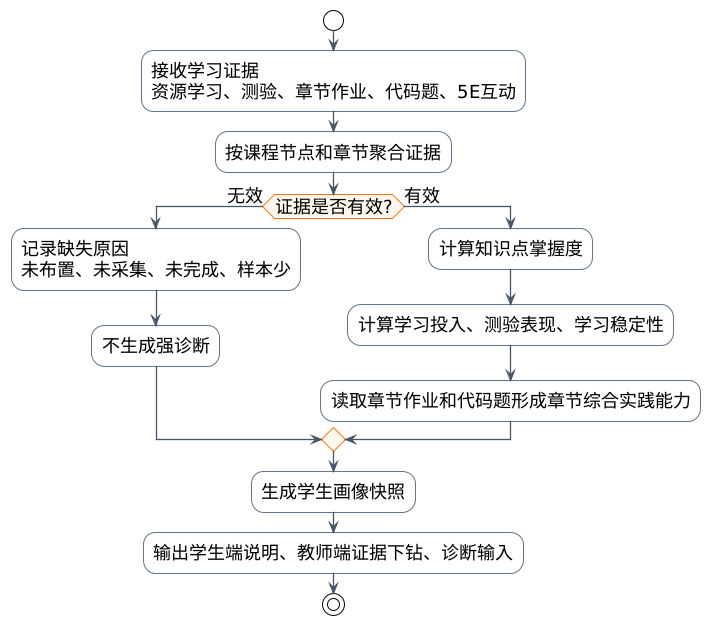 接收学习证据
资源学习、测验、章节作业、代码题、5E互动
按课程节点和章节聚合证据
证据是否有效?
无效
有效
记录缺失原因
未布置、未采集、未完成、样本少
不生成强诊断
计算知识点掌握度
计算学习投入、测验表现、学习稳定性
读取章节作业和代码题形成章节综合实践能力
生成学生画像快照
输出学生端说明、教师端证据下钻、诊断输入